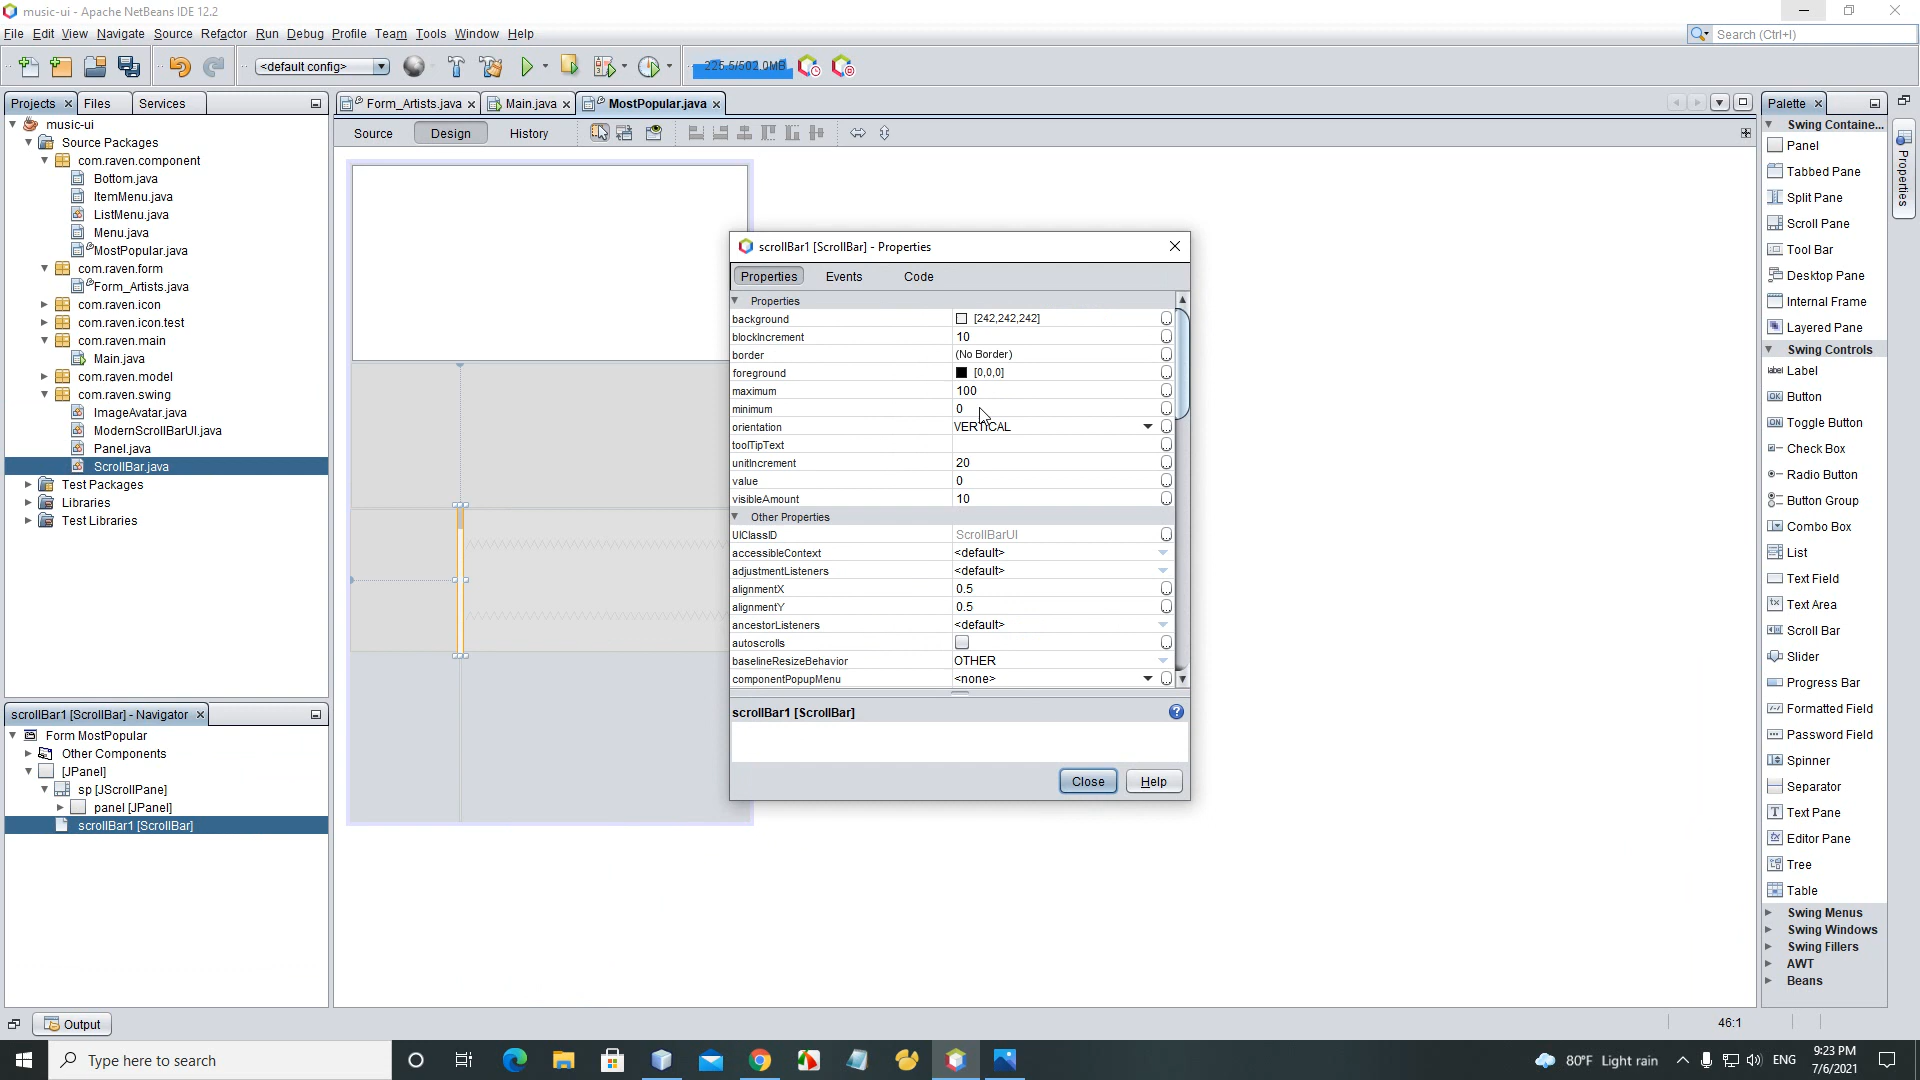 music-ui - Apache NetBeans IDE 12.2
File Edit View Navigate Source Refactor Run Debug Profile Team Tools Window Help
Search (Ctrl+I)
<default config>
225.5/502.0MB
Projects Files Services
Form_Artists.java Main.java MostPopular.java
Palette
Source Design History
Properties
music-ui
Source Packages
com.raven.component
Bottom.java
ItemMenu.java
ListMenu.java
Menu.java
MostPopular.java
com.raven.form
Form_Artists.java
com.raven.icon
com.raven.icon.test
com.raven.main
Main.java
com.raven.model
com.raven.swing
ImageAvatar.java
ModernScrollBarUI.java
Panel.java
ScrollBar.java
Test Packages
Libraries
Test Libraries
scrollBar1 [ScrollBar] - Navigator
Form MostPopular
Other Components
[JPanel]
sp [JScrollPane]
panel [JPanel]
scrollBar1 [ScrollBar]
scrollBar1 [ScrollBar] - Properties
Properties Events Code
Properties
background [242,242,242]
blockIncrement 10
border (No Border)
foreground [0,0,0]
maximum 100
minimum 0
orientation VERTICAL
toolTipText
unitIncrement 20
value 0
visibleAmount 10
Other Properties
UIClassID ScrollBarUI
accessibleContext <default>
adjustmentListeners <default>
alignmentX 0.5
alignmentY 0.5
ancestorListeners <default>
autoscrolls
baselineResizeBehavior OTHER
componentPopupMenu <none>
scrollBar1 [ScrollBar]
Close Help
Swing Containe...
Panel
Tabbed Pane
Split Pane
Scroll Pane
Tool Bar
Desktop Pane
Internal Frame
Layered Pane
Swing Controls
label Label
OK Button
ON Toggle Button
Check Box
Radio Button
Button Group
Combo Box
List
Text Field
Text Area
Scroll Bar
Slider
Progress Bar
Formatted Field
Password Field
Spinner
Separator
Text Pane
Editor Pane
Tree
Table
Swing Menus
Swing Windows
Swing Fillers
AWT
Beans
Output
46:1
Type here to search
80°F Light rain
ENG
9:23 PM
7/6/2021